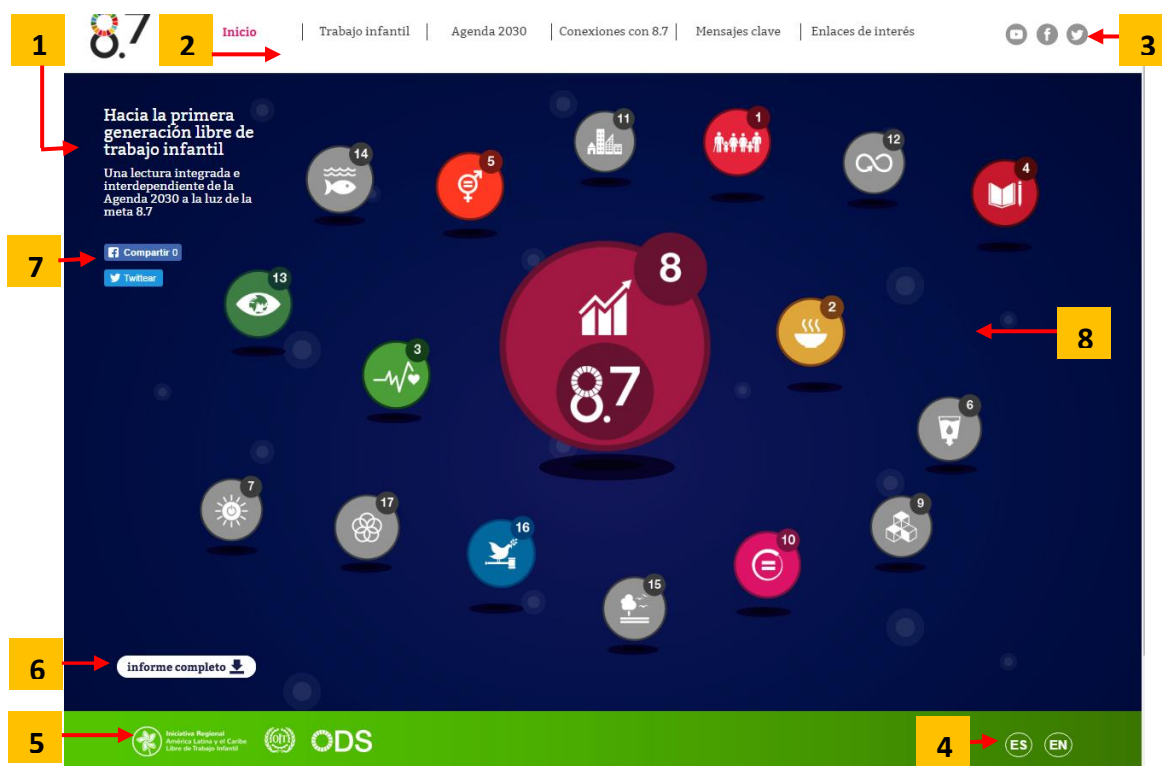 8.7
Inicio
Trabajo infantil
Agenda 2030
Conexiones con 8.7
Mensajes clave
Enlaces de interés
1
2
3
Hacia la primera
generación libre de
trabajo infantil
Una lectura integrada e
interdependiente de la
Agenda 2030 a la luz de la
meta 8.7
7
Compartir 0
Twittear
14
5
11
1
12
4
13
3
8
8.7
2
8
6
7
17
16
15
10
9
6
informe completo
5
Iniciativa Regional
América Latina y el Caribe
Libre de Trabajo Infantil
OIT
ODS
4
ES
EN